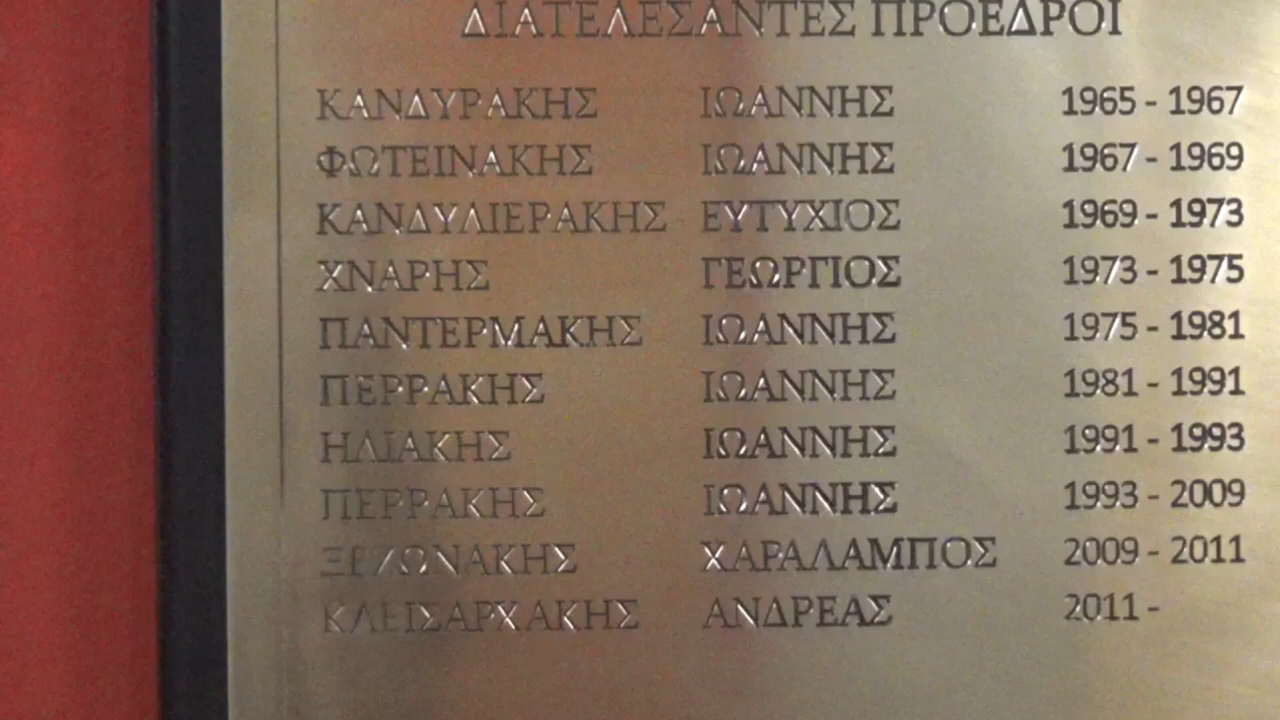 ΔΙΑΤΕΛΕΣΑΝΤΕΣ ΠΡΟΕΔΡΟΙ
ΚΑΝΔΥΡΑΚΗΣ ΙΩΑΝΝΗΣ 1965 - 1967
ΦΩΤΕΙΝΑΚΗΣ ΙΩΑΝΝΗΣ 1967 - 1969
ΚΑΝΔΥΛΙΕΡΑΚΗΣ ΕΥΤΥΧΙΟΣ 1969 - 1973
ΧΝΑΡΗΣ ΓΕΩΡΓΙΟΣ 1973 - 1975
ΠΑΝΤΕΡΜΑΚΗΣ ΙΩΑΝΝΗΣ 1975 - 1981
ΠΕΡΡΑΚΗΣ ΙΩΑΝΝΗΣ 1981 - 1991
ΗΛΙΑΚΗΣ ΙΩΑΝΝΗΣ 1991 - 1993
ΠΕΡΡΑΚΗΣ ΙΩΑΝΝΗΣ 1993 - 2009
ΞΕΖΩΝΑΚΗΣ ΧΑΡΑΛΑΜΠΟΣ 2009 - 2011
ΚΛΕΙΣΑΡΧΑΚΗΣ ΑΝΔΡΕΑΣ 2011 -